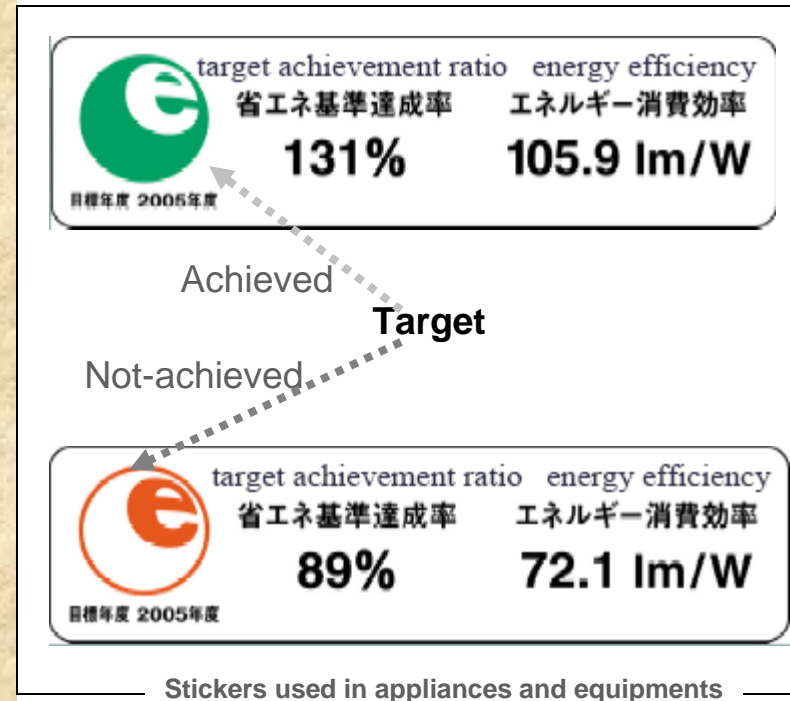 target achievement ratio energy efficiency
省エネ基準達成率 エネルギー消費効率
e
131% 105.9 lm/W
目標年度 2005年度
Achieved
Target
Not-achieved
target achievement ratio energy efficiency
省エネ基準達成率 エネルギー消費効率
e
89% 72.1 lm/W
目標年度 2005年度
Stickers used in appliances and equipments